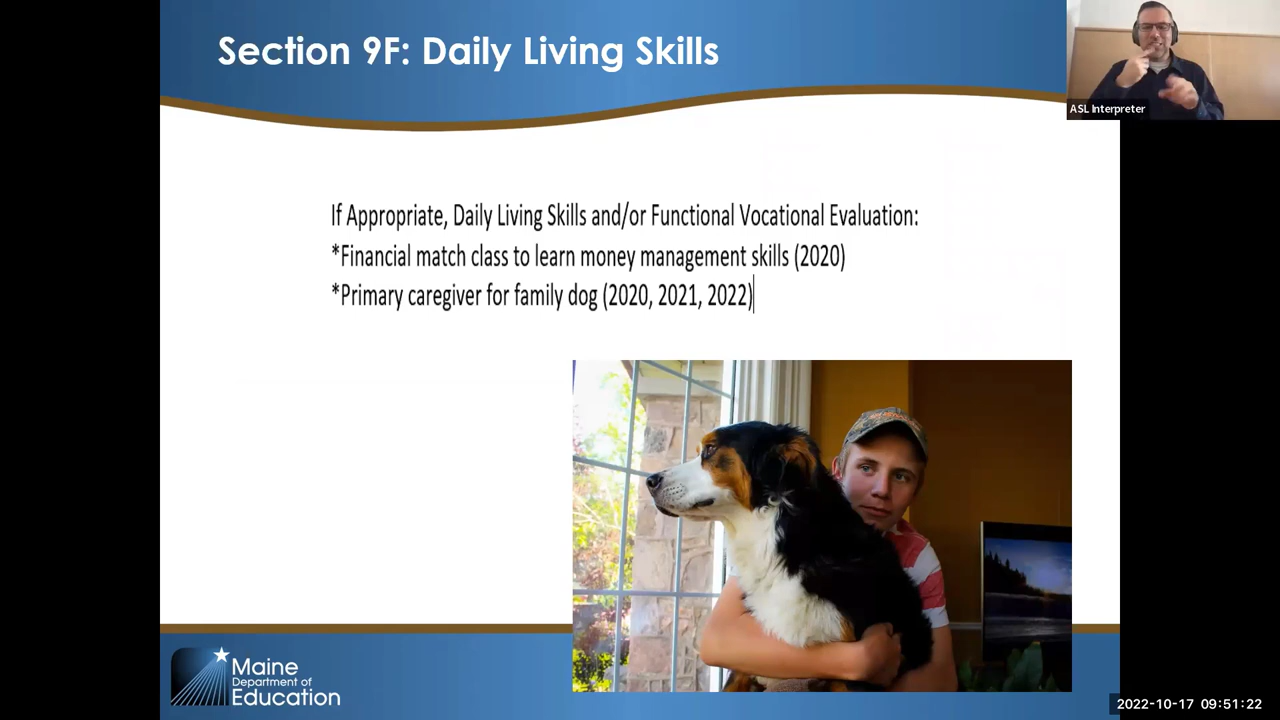 Section 9F: Daily Living Skills
ASL Interpreter
If Appropriate, Daily Living Skills and/or Functional Vocational Evaluation:
*Financial match class to learn money management skills (2020)
*Primary caregiver for family dog (2020, 2021, 2022)
Maine
Department of
Education
2022-10-17 09:51:22